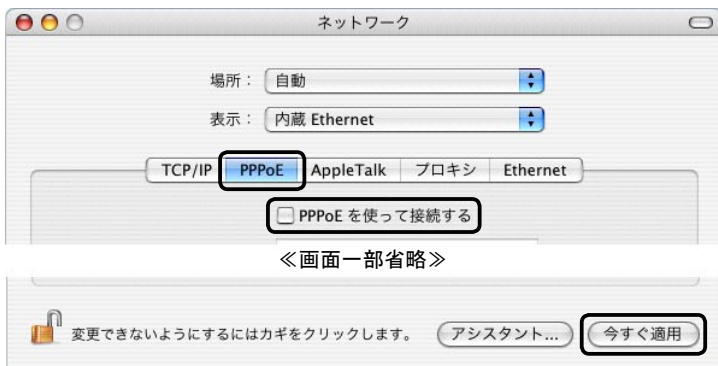 ネットワーク
場所： 自動
表示： 内蔵 Ethernet
TCP/IP PPPoE AppleTalk プロキシ Ethernet
PPPoE を使って接続する
≪画面一部省略≫
変更できないようにするにはカギをクリックします。 アシスタント... 今すぐ適用